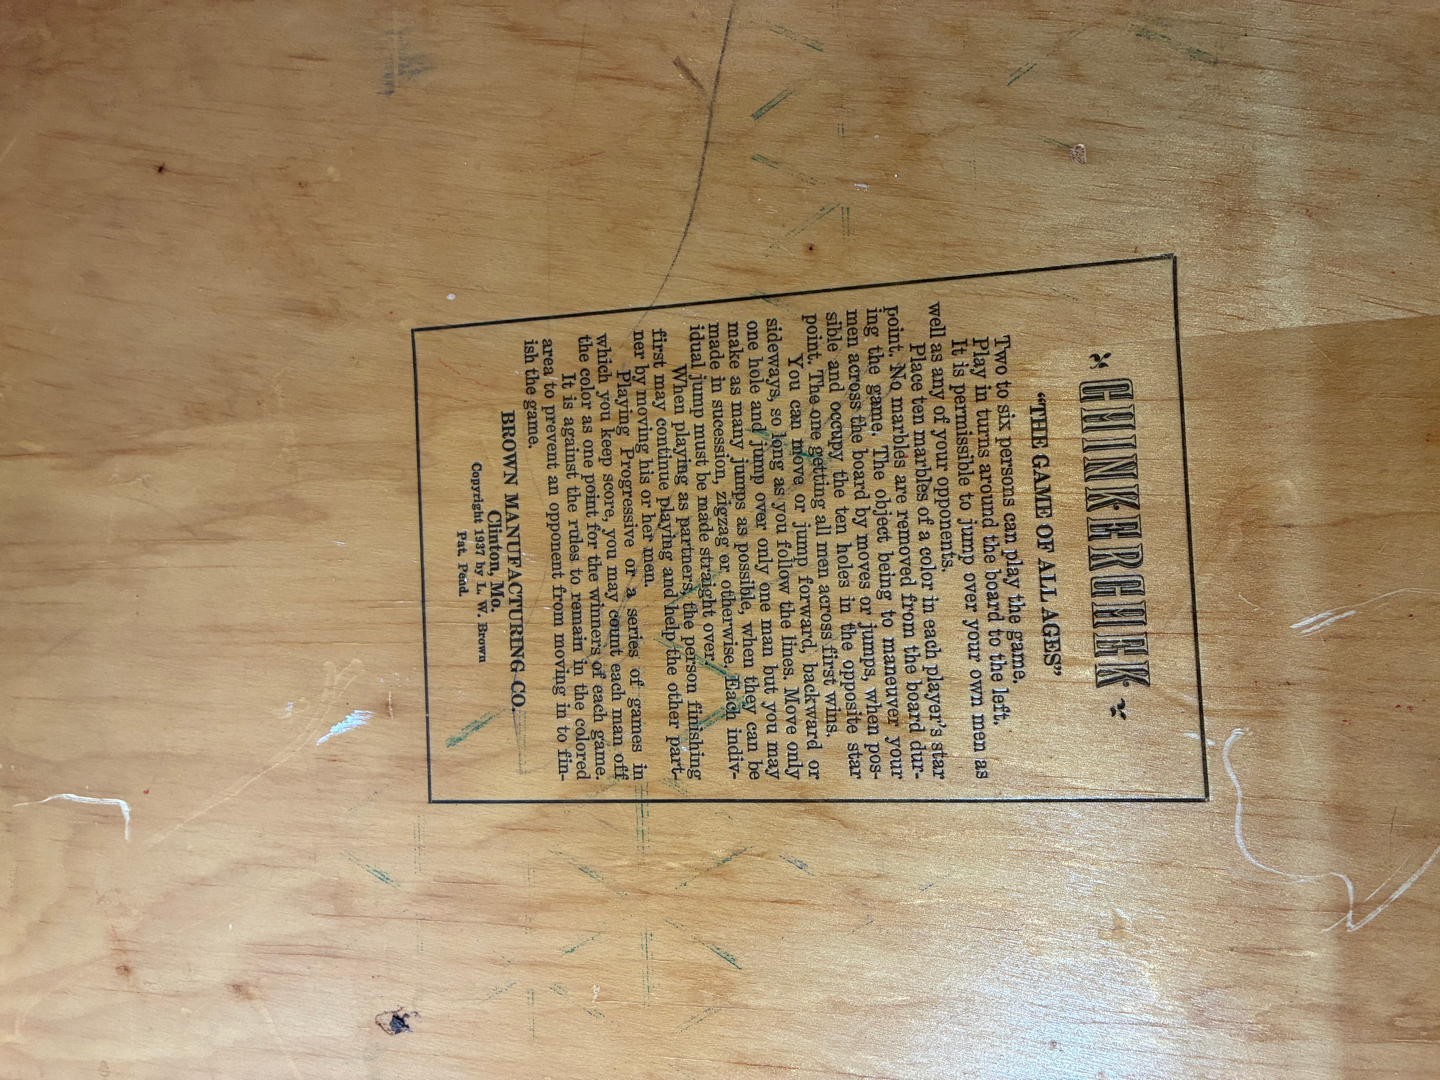 CHINKERCHEK
“THE GAME OF ALL AGES”
Two to six persons can play the game.
Play in turns around the board to the left.
It is permissible to jump over your own men as
well as any of your opponents.
Place ten marbles of a color in each player's star
point. No marbles are removed from the board dur-
ing the game. The object being to maneuver your
men across the board by moves or jumps, when pos-
sible and occupy the ten holes in the opposite star
point. The one getting all men across first wins.
You can move or jump forward, backward or
sideways, so long as you follow the lines. Move only
one hole and jump over only one man but you may
make as many jumps as possible, when they can be
made in sucession, zigzag or otherwise. Each indiv-
idual jump must be made straight over.
When playing as partners, the person finishing
first may continue playing and help the other part-
ner by moving his or her men.
Playing Progressive or a series of games in
which you keep score, you may count each man off
the color as one point for the winners of each game.
It is against the rules to remain in the colored
area to prevent an opponent from moving in to fin-
ish the game.
BROWN MANUFACTURING CO.
Clinton, Mo.
Copyright 1937 by L. W. Brown
Pat. Pend.